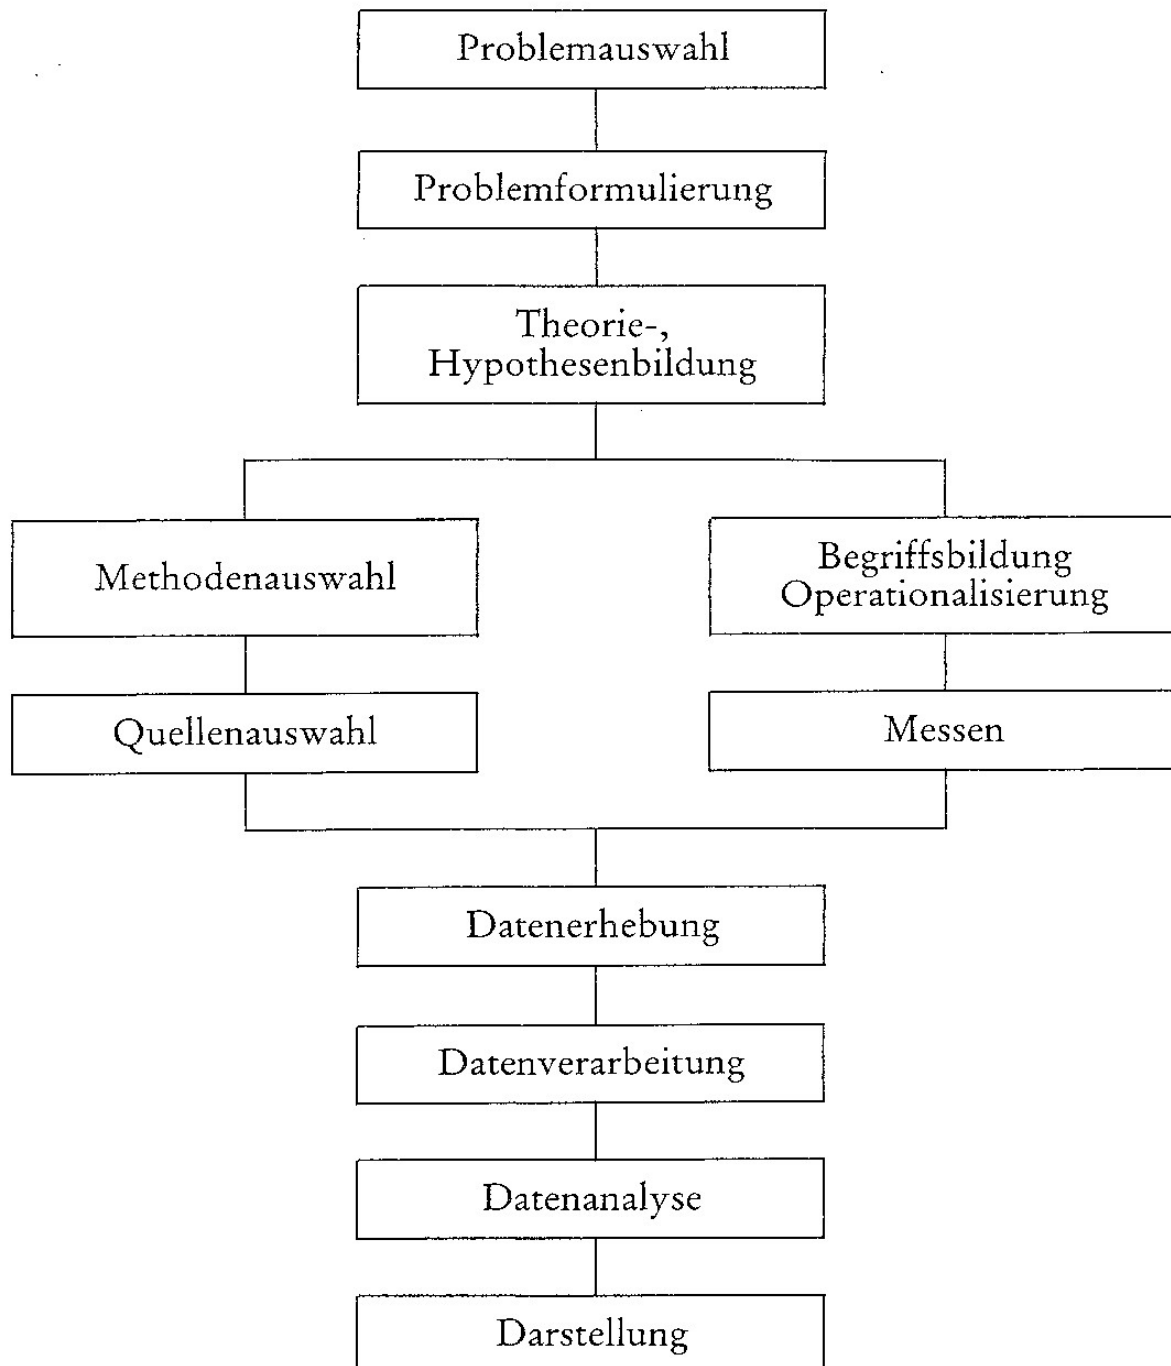 Problemauswahl
Problemformulierung
Theorie-,
Hypothesenbildung
Methodenauswahl
Begriffsbildung
Operationalisierung
Quellenauswahl
Messen
Datenerhebung
Datenverarbeitung
Datenanalyse
Darstellung